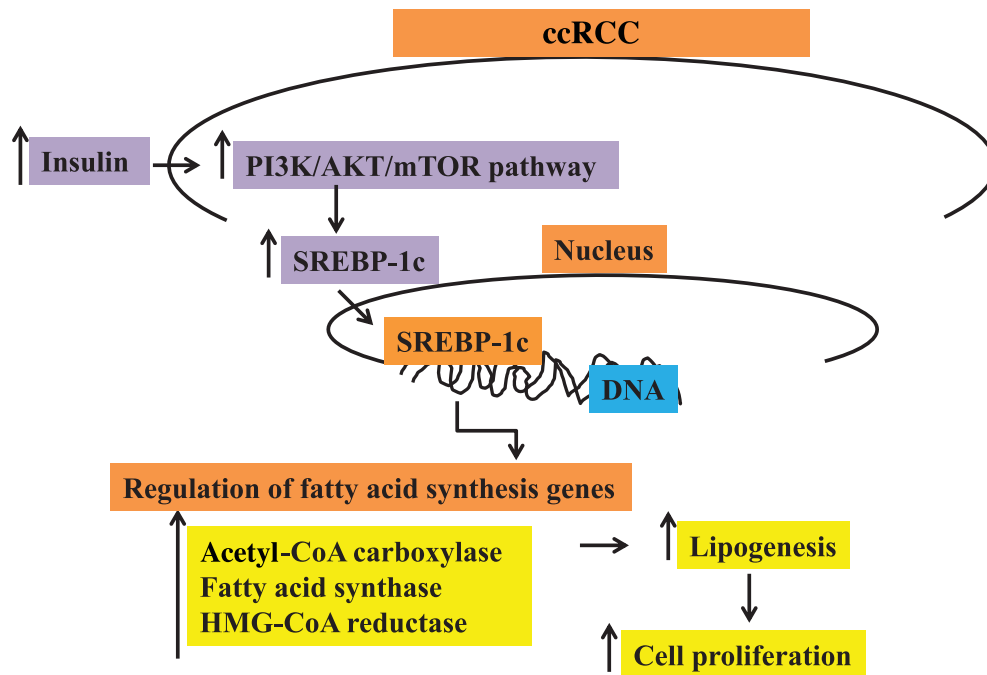 ccRCC
Insulin
PI3K/AKT/mTOR pathway
SREBP-1c
Nucleus
SREBP-1c
DNA
Regulation of fatty acid synthesis genes
Acetyl-CoA carboxylase
Fatty acid synthase
HMG-CoA reductase
Lipogenesis
Cell proliferation